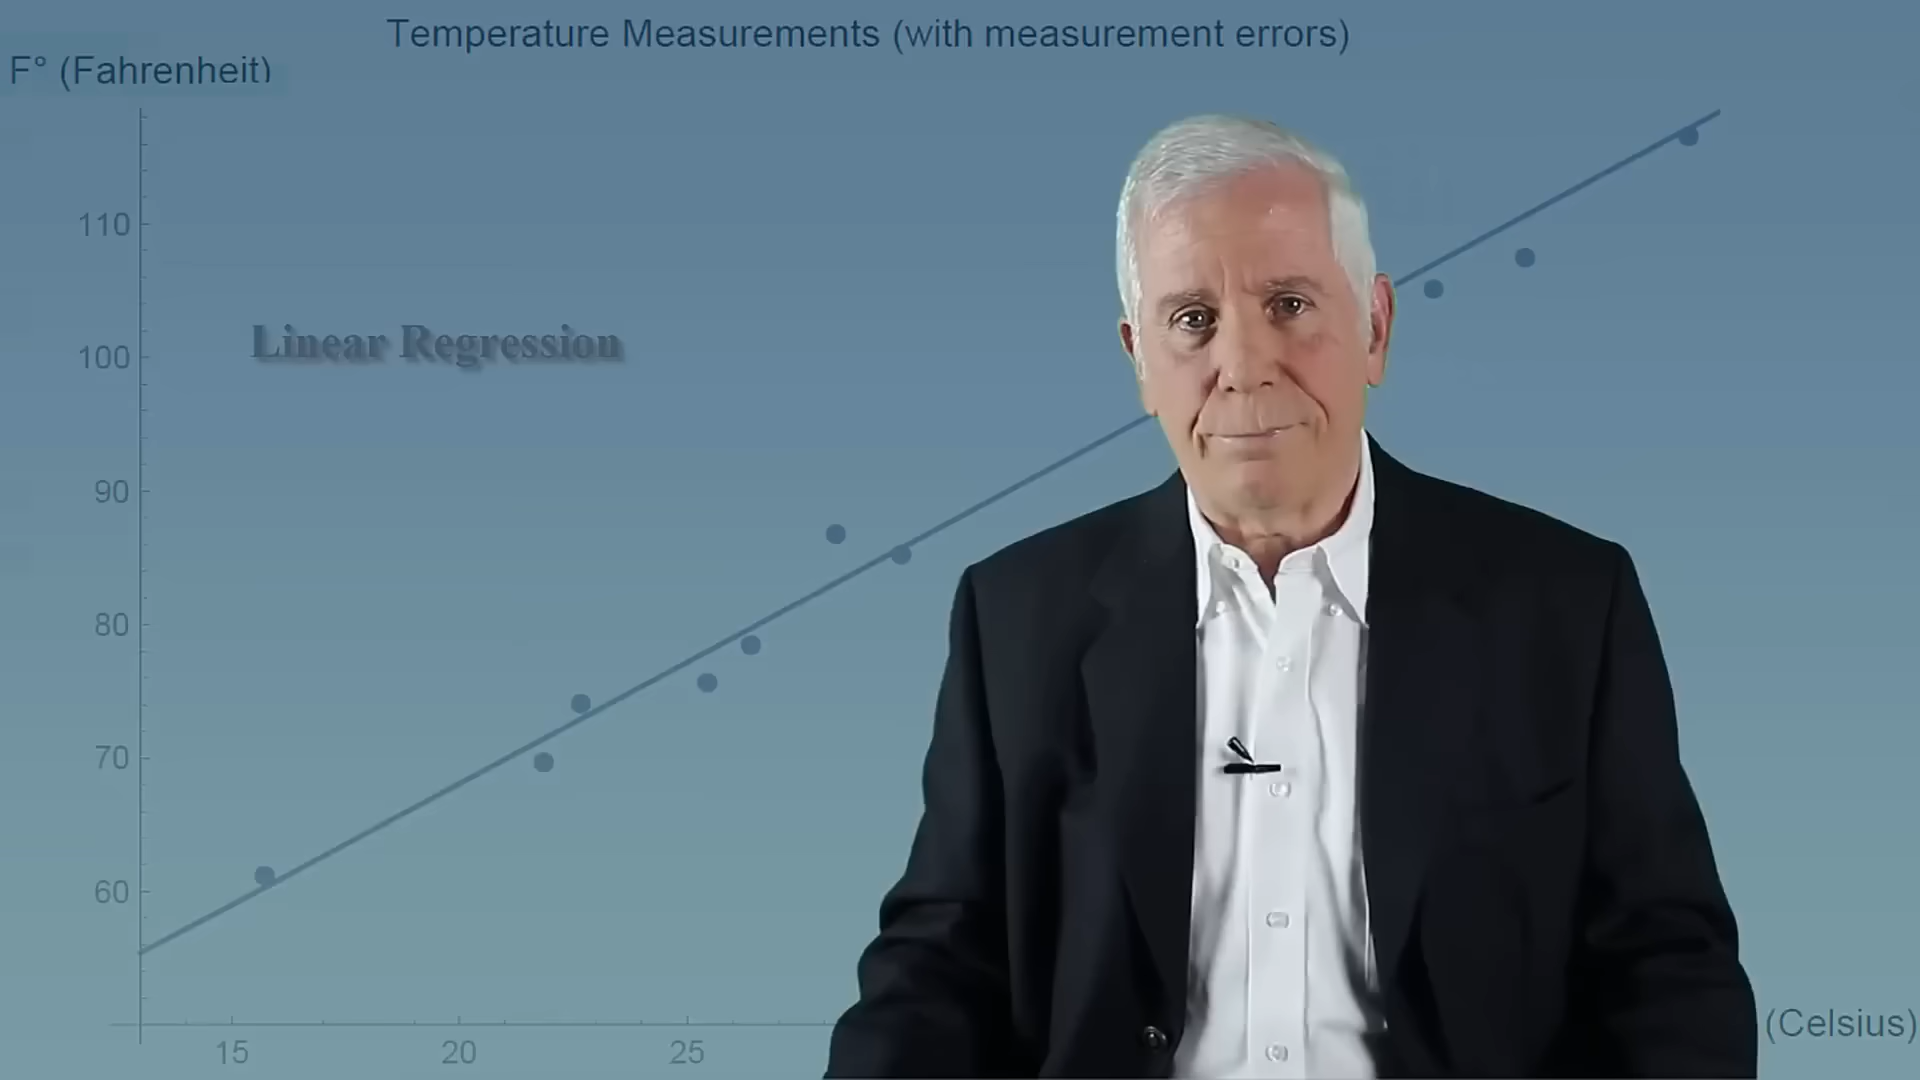 Temperature Measurements (with measurement errors)
F° (Fahrenheit)
110
Linear Regression
100
90
80
70
60
(Celsius)
15 20 25